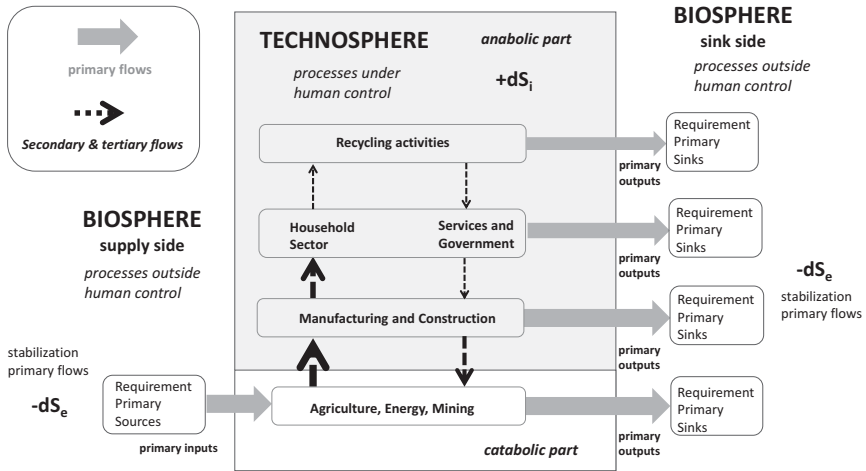 primary flows
Secondary & tertiary flows
TECHNOSPHERE
anabolic part
processes under
human control
+dSi
BIOSPHERE
sink side
processes outside
human control
Recycling activities
primary
outputs
Requirement
Primary
Sinks
BIOSPHERE
supply side
processes outside
human control
Household
Sector
Services and
Government
primary
outputs
Requirement
Primary
Sinks
-dSe
stabilization
primary flows
Manufacturing and Construction
primary
outputs
Requirement
Primary
Sinks
stabilization
primary flows
-dSe
Requirement
Primary
Sources
primary inputs
Agriculture, Energy, Mining
catabolic part
primary
outputs
Requirement
Primary
Sinks